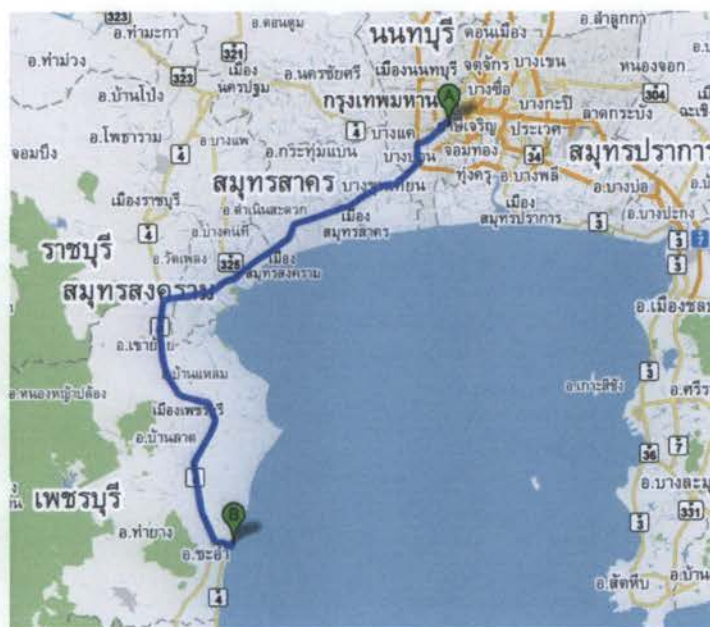 323
อ.ท่ามะกา
321
อ.ดอนตูม
นนทบุรี
ดอนเมือง
อ.ลำลูกกา
อ.ท่าม่วง
323
เมือง
นครปฐม
อ.นครชัยศรี
เมืองนนทบุรี
จตุจักร
บางเขน
หนองจอก
อ.บ้านโป่ง
กรุงเทพมหาน
A
บางซื่อ
บางกะปิ
304
อ.โพธาราม
4
อ.บางแพ
อ.กระทุ่มแบน
4
บางแค
ประเวศ
ลาดกระบัง
จอมบึง
จอมทอง
34
สมุทรปราการ
สมุทรสาคร
ทุ่งครุ
อ.บางพลี
อ.บางบ่อ
เมืองราชบุรี
อ.ดำเนินสะดวก
เมือง
สมุทรสาคร
เมือง
สมุทรปราการ
อ.บางปะกง
4
อ.บางคนที
3
3
7
ราชบุรี
อ.วัดเพลง
325
เมือง
สมุทรสงคราม
3
สมุทรสงคราม
อ.เมืองชลบ
อ.บ้านแหลม
อ.หนองหญ้าปล้อง
อ.เกาะสีชัง
3
อ.ศรีรา
เมืองเพชรบุรี
อ.บ้านลาด
36
7
เพชรบุรี
อ.บางละมุ
B
3
331
อ.ท่ายาง
อ.ชะอำ
อ.สัตหีบ
อ.บ้าน
4